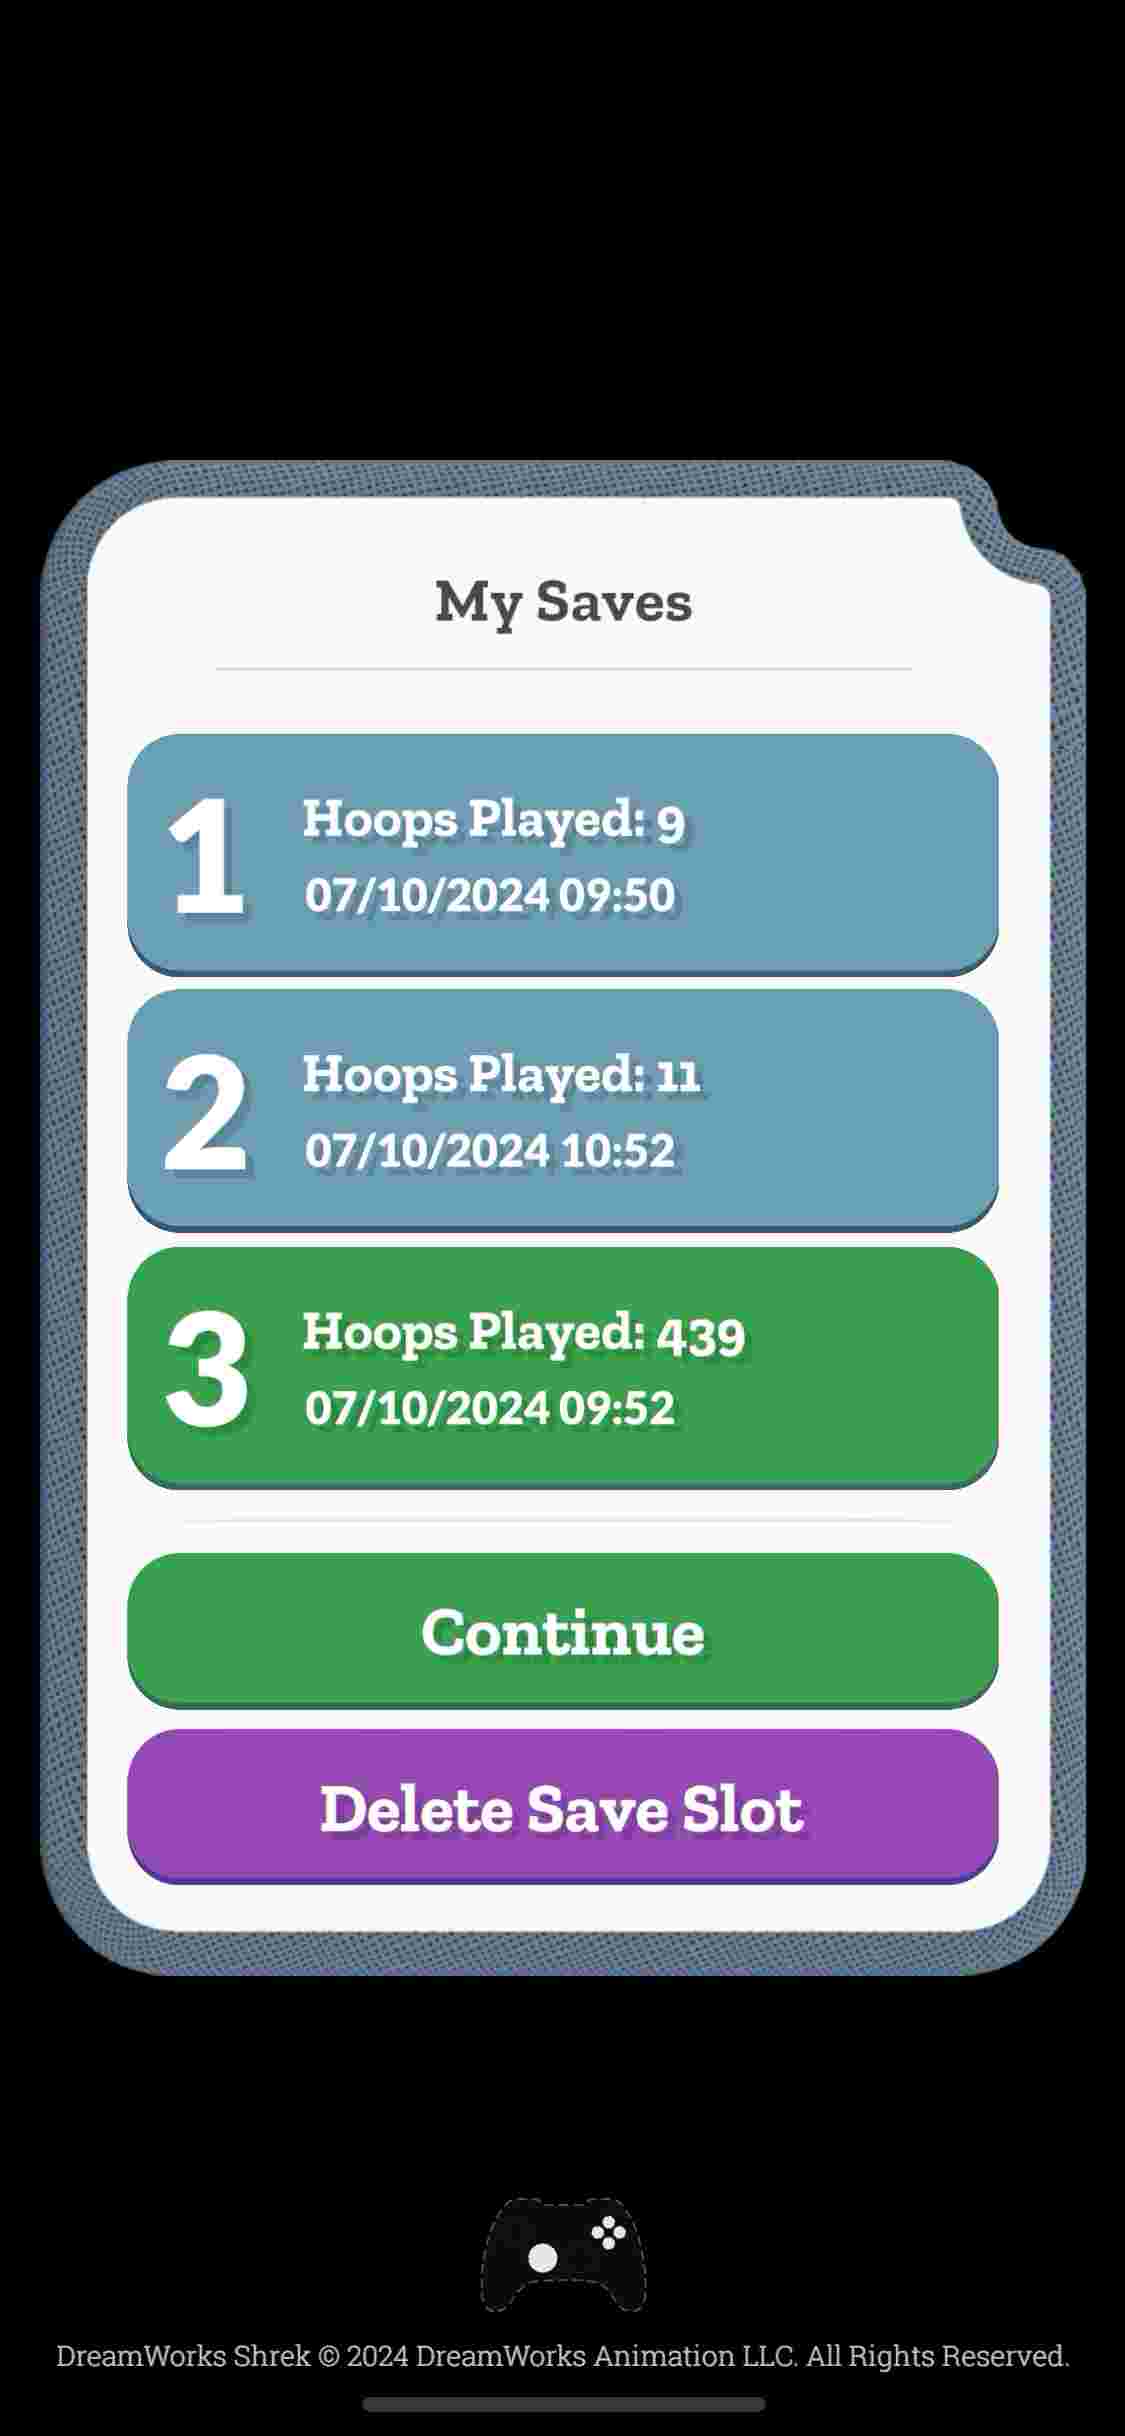 My Saves
1
Hoops Played: 9
07/10/2024 09:50
2
Hoops Played: 11
07/10/2024 10:52
3
Hoops Played: 439
07/10/2024 09:52
Continue
Delete Save Slot
DreamWorks Shrek © 2024 DreamWorks Animation LLC. All Rights Reserved.